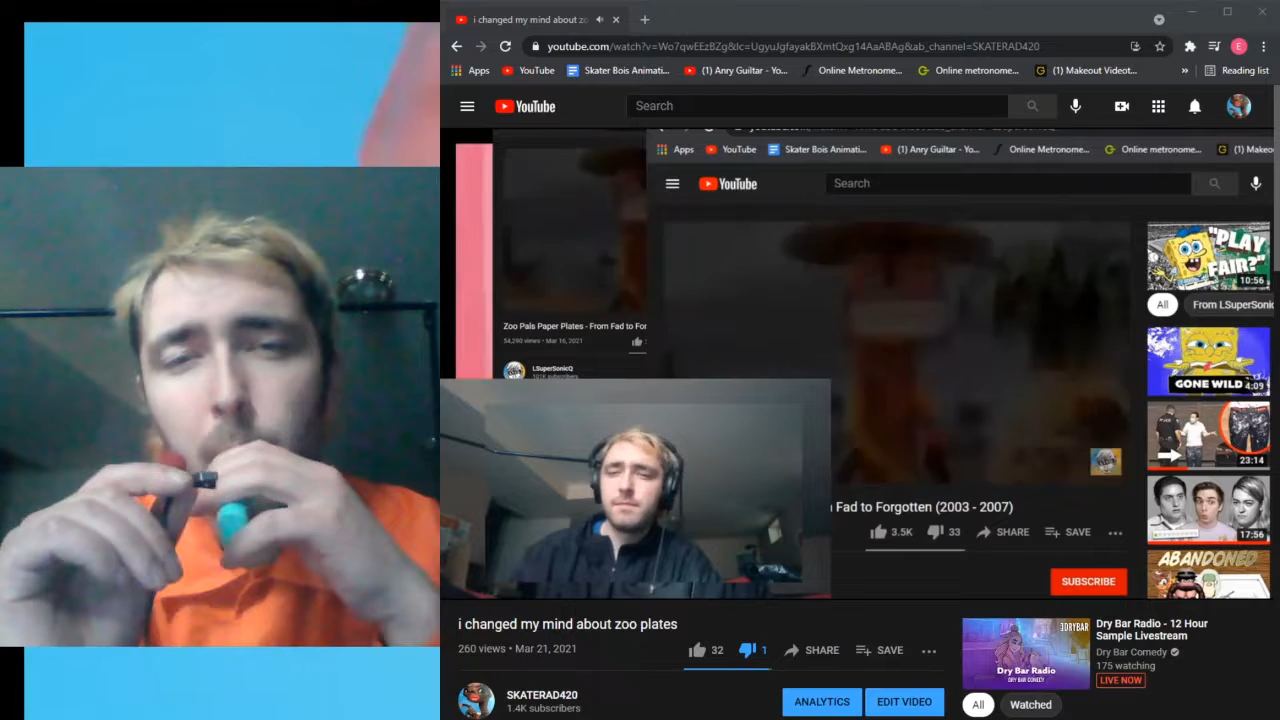 i changed my mind about zo
youtube.com/watch?v=Wo7qwEEzBZg&lc=UgyuJgfayakBXmtQxg14AaABAg&ab_channel=SKATERAD420
E
Apps YouTube Skater Bois Animati... (1) Anry Guiltar - Yo... Online Metronome... Online metronome... (1) Makeout Videot... » Reading list
YouTube Search
Apps YouTube Skater Bois Animati... (1) Anry Guiltar - Yo... Online Metronome... Online metronome... (1) Makeo
YouTube Search
"PLAY FAIR?"
10:56
All From LSuperSonic
Zoo Pals Paper Plates - From Fad to For
54,290 views • Mar 16, 2021
LSuperSonicQ
101K subscribers
GONE WILD 4:09
23:14
Fad to Forgotten (2003 - 2007)
3.5K 33 SHARE SAVE ...
17:56
ABANDONED
SUBSCRIBE
i changed my mind about zoo plates
260 views • Mar 21, 2021
32 1 SHARE SAVE ...
SKATERAD420
1.4K subscribers
ANALYTICS EDIT VIDEO
DRYBAR
Dry Bar Radio
DRY BAR COMEDY
Dry Bar Radio - 12 Hour
Sample Livestream
Dry Bar Comedy
175 watching
LIVE NOW
All Watched